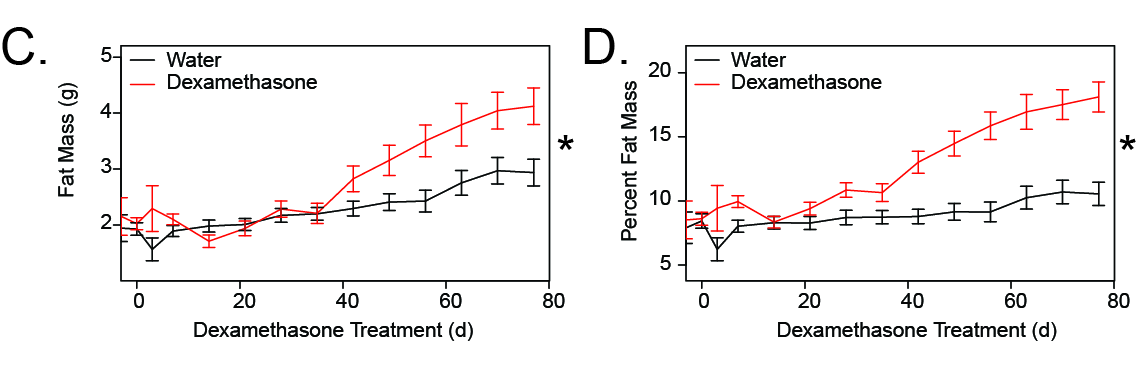 C.
Fat Mass (g)
5
4
3
2
Water
Dexamethasone
0 20 40 60 80
Dexamethasone Treatment (d)
*
D.
Percent Fat Mass
20
15
10
5
Water
Dexamethasone
0 20 40 60 80
Dexamethasone Treatment (d)
*